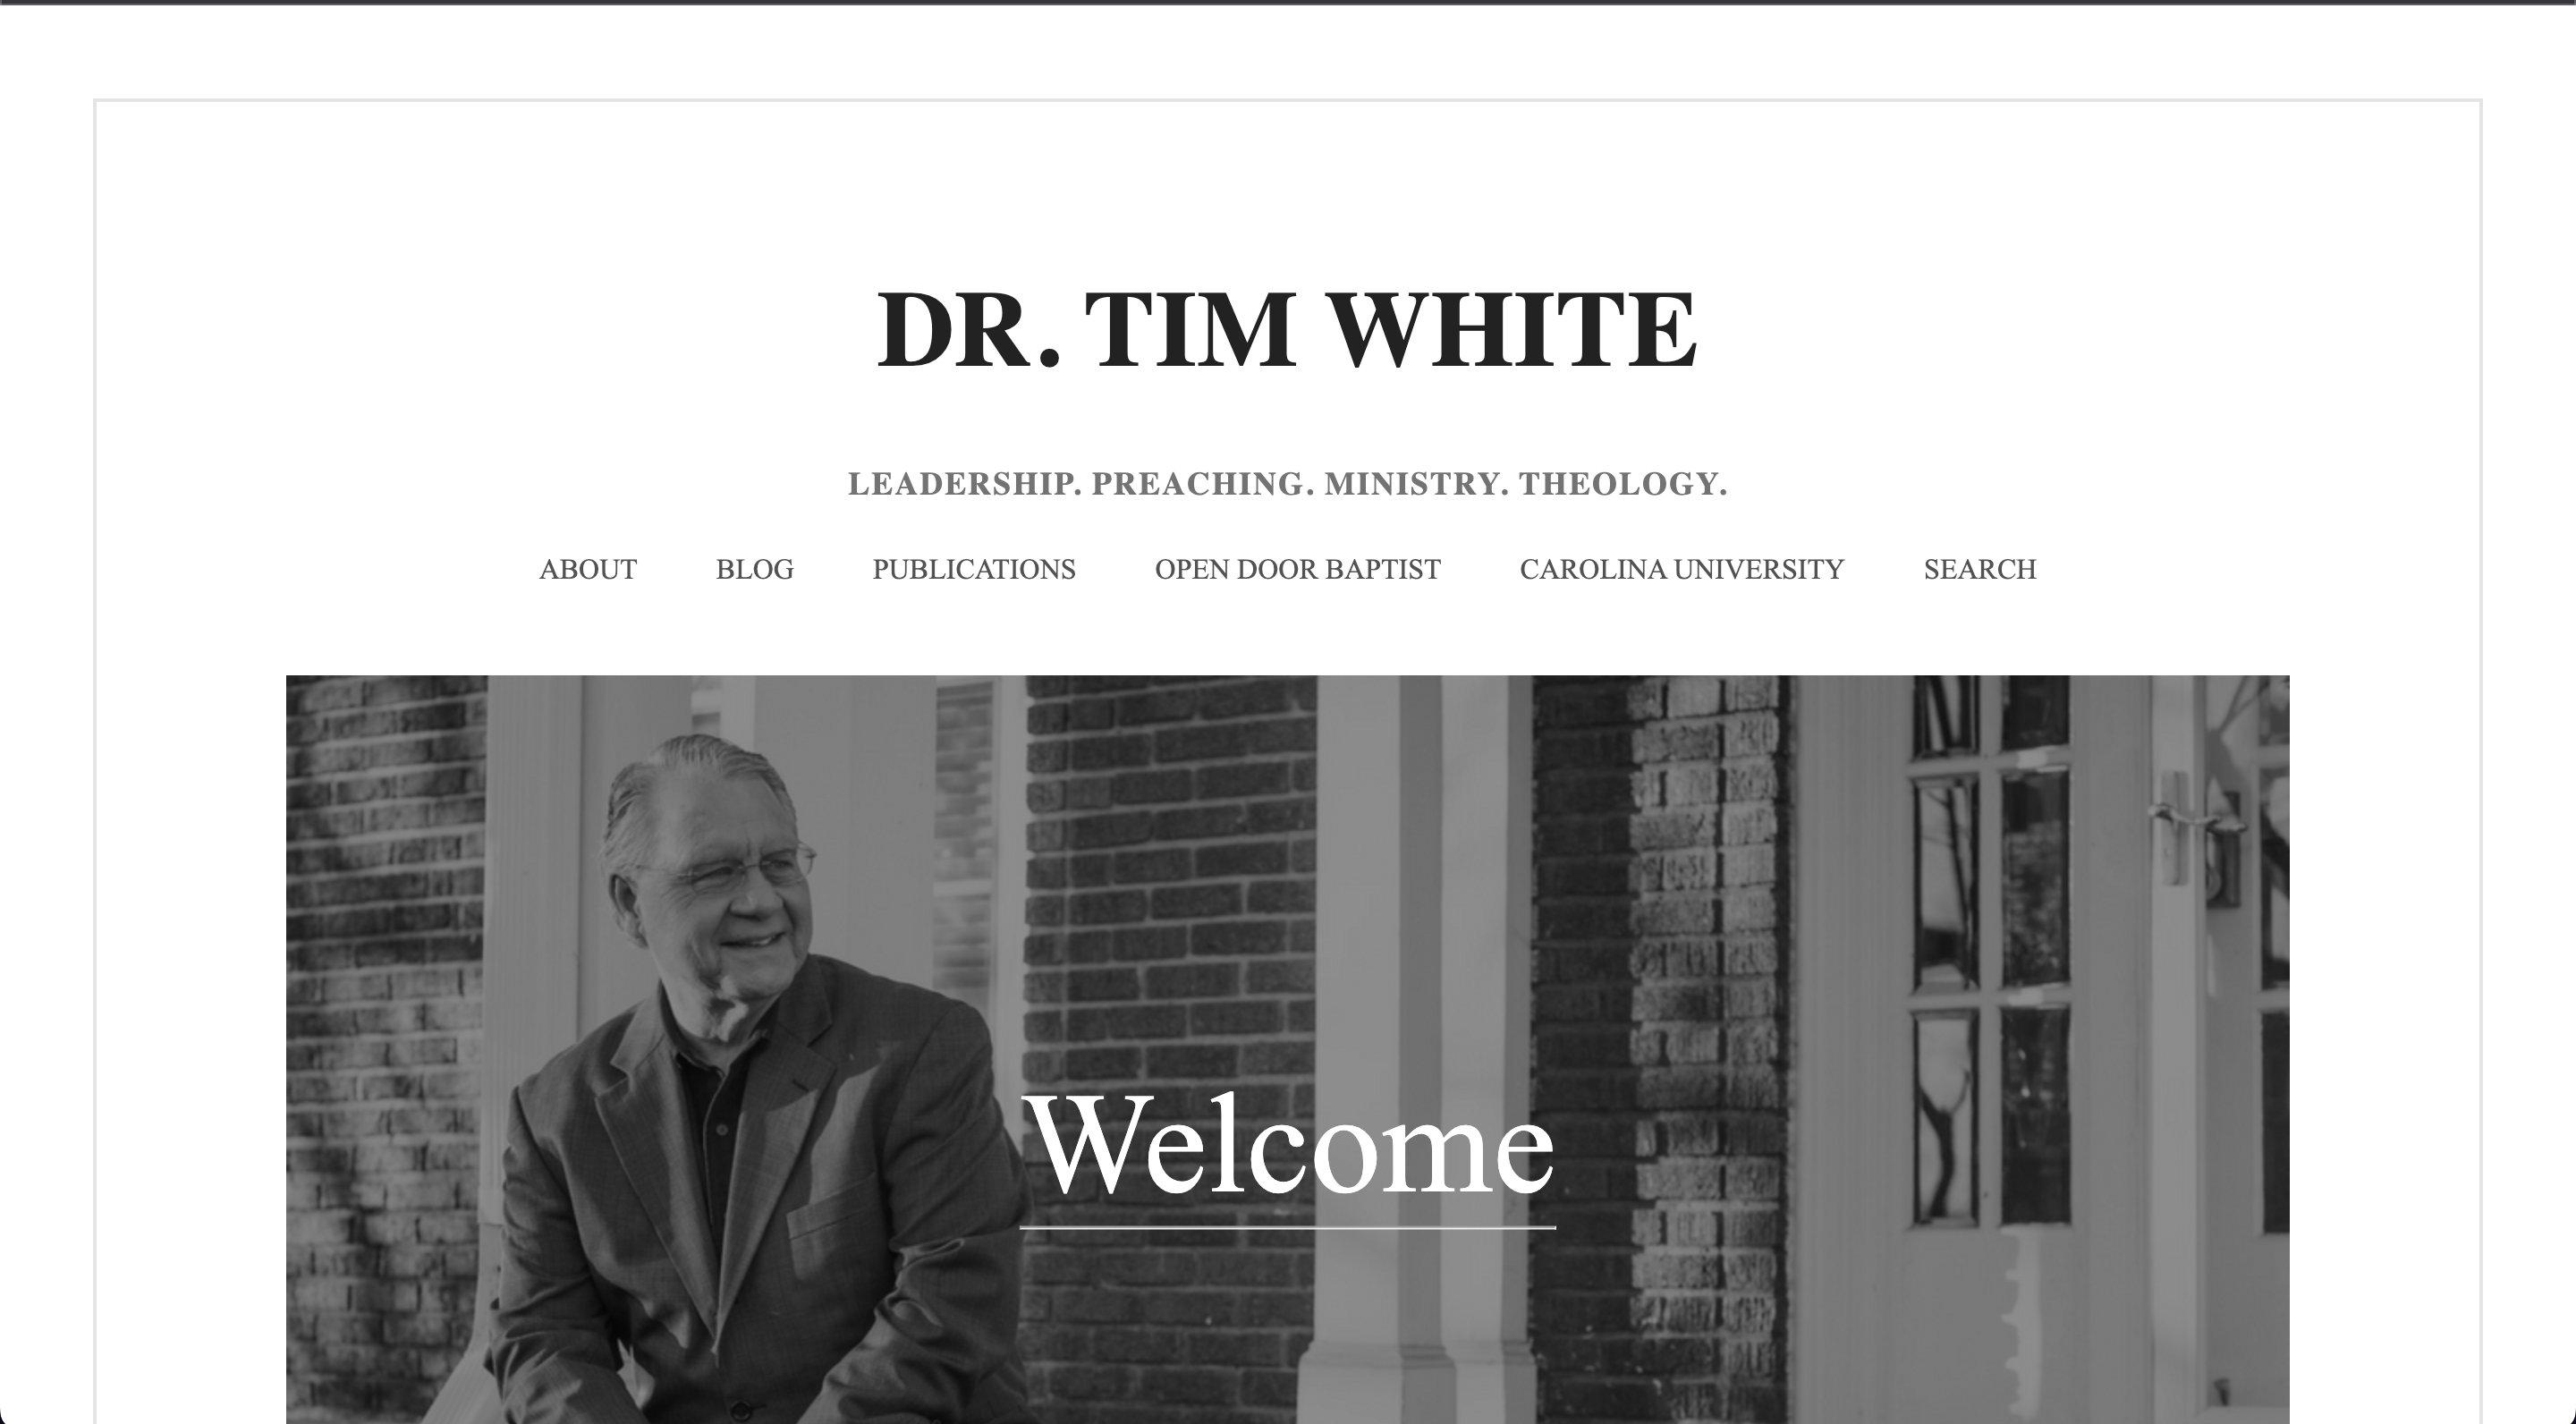 DR. TIM WHITE
LEADERSHIP. PREACHING. MINISTRY. THEOLOGY.
ABOUT BLOG PUBLICATIONS OPEN DOOR BAPTIST CAROLINA UNIVERSITY SEARCH
Welcome